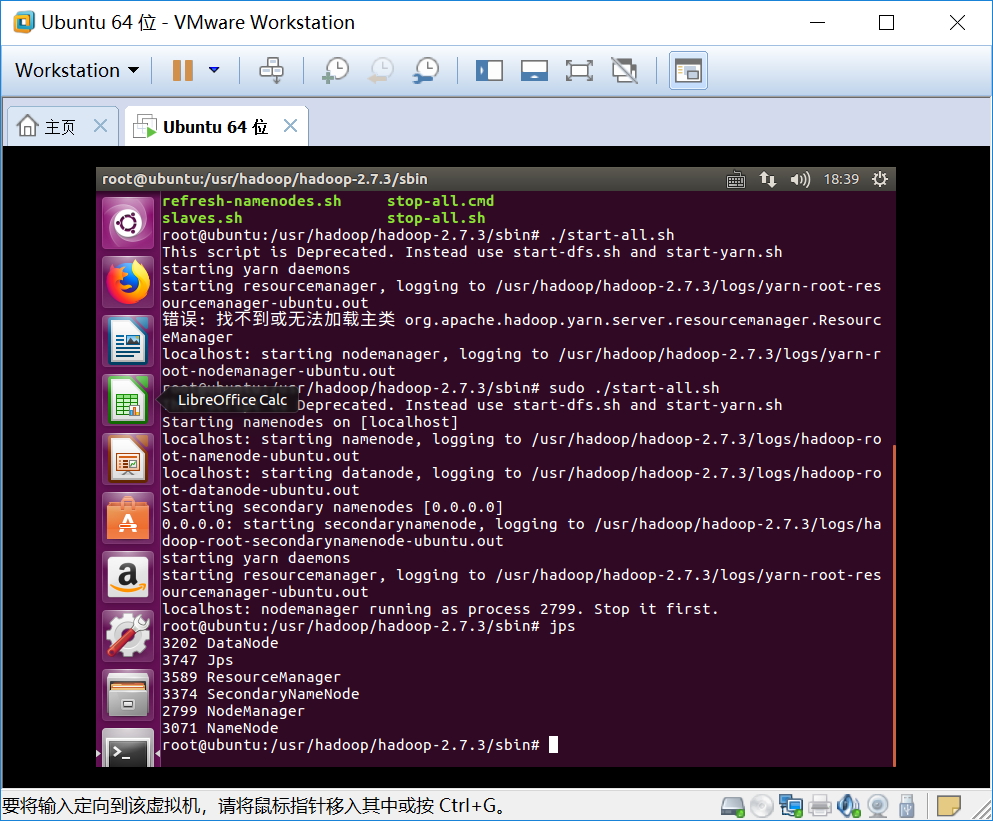 Ubuntu 64 位 - VMware Workstation
Workstation
主页
Ubuntu 64 位
root@ubuntu:/usr/hadoop/hadoop-2.7.3/sbin
18:39
refresh-namenodes.sh stop-all.cmd
slaves.sh stop-all.sh
root@ubuntu:/usr/hadoop/hadoop-2.7.3/sbin# ./start-all.sh
This script is Deprecated. Instead use start-dfs.sh and start-yarn.sh
starting yarn daemons
starting resourcemanager, logging to /usr/hadoop/hadoop-2.7.3/logs/yarn-root-res
ourcemanager-ubuntu.out
错误: 找不到或无法加载主类 org.apache.hadoop.yarn.server.resourcemanager.Resourc
eManager
localhost: starting nodemanager, logging to /usr/hadoop/hadoop-2.7.3/logs/yarn-r
oot-nodemanager-ubuntu.out
root@ubuntu:/usr/hadoop/hadoop-2.7.3/sbin# sudo ./start-all.sh
LibreOffice Calc
Deprecated. Instead use start-dfs.sh and start-yarn.sh
Starting namenodes on [localhost]
localhost: starting namenode, logging to /usr/hadoop/hadoop-2.7.3/logs/hadoop-ro
ot-namenode-ubuntu.out
localhost: starting datanode, logging to /usr/hadoop/hadoop-2.7.3/logs/hadoop-ro
ot-datanode-ubuntu.out
Starting secondary namenodes [0.0.0.0]
0.0.0.0: starting secondarynamenode, logging to /usr/hadoop/hadoop-2.7.3/logs/ha
doop-root-secondarynamenode-ubuntu.out
starting yarn daemons
starting resourcemanager, logging to /usr/hadoop/hadoop-2.7.3/logs/yarn-root-res
ourcemanager-ubuntu.out
localhost: nodemanager running as process 2799. Stop it first.
root@ubuntu:/usr/hadoop/hadoop-2.7.3/sbin# jps
3202 DataNode
3747 Jps
3589 ResourceManager
3374 SecondaryNameNode
2799 NodeManager
3071 NameNode
root@ubuntu:/usr/hadoop/hadoop-2.7.3/sbin#
要将输入定向到该虚拟机，请将鼠标指针移入其中或按 Ctrl+G。